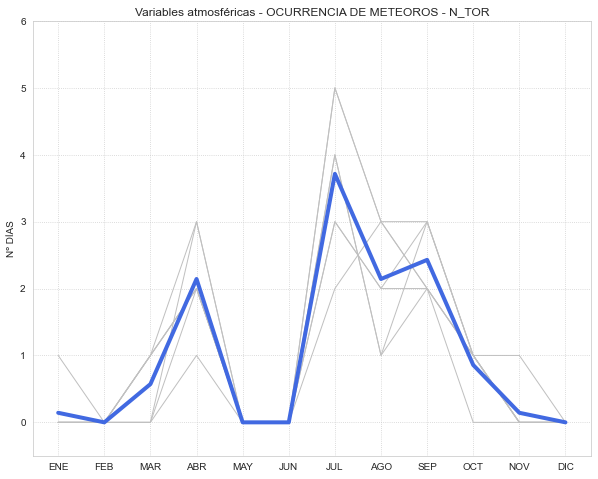 Variables atmosféricas - OCURRENCIA DE METEOROS - N_TOR
6
5
4
3
2
1
0
Nº DÍAS
ENE FEB MAR ABR MAY JUN JUL AGO SEP OCT NOV DIC